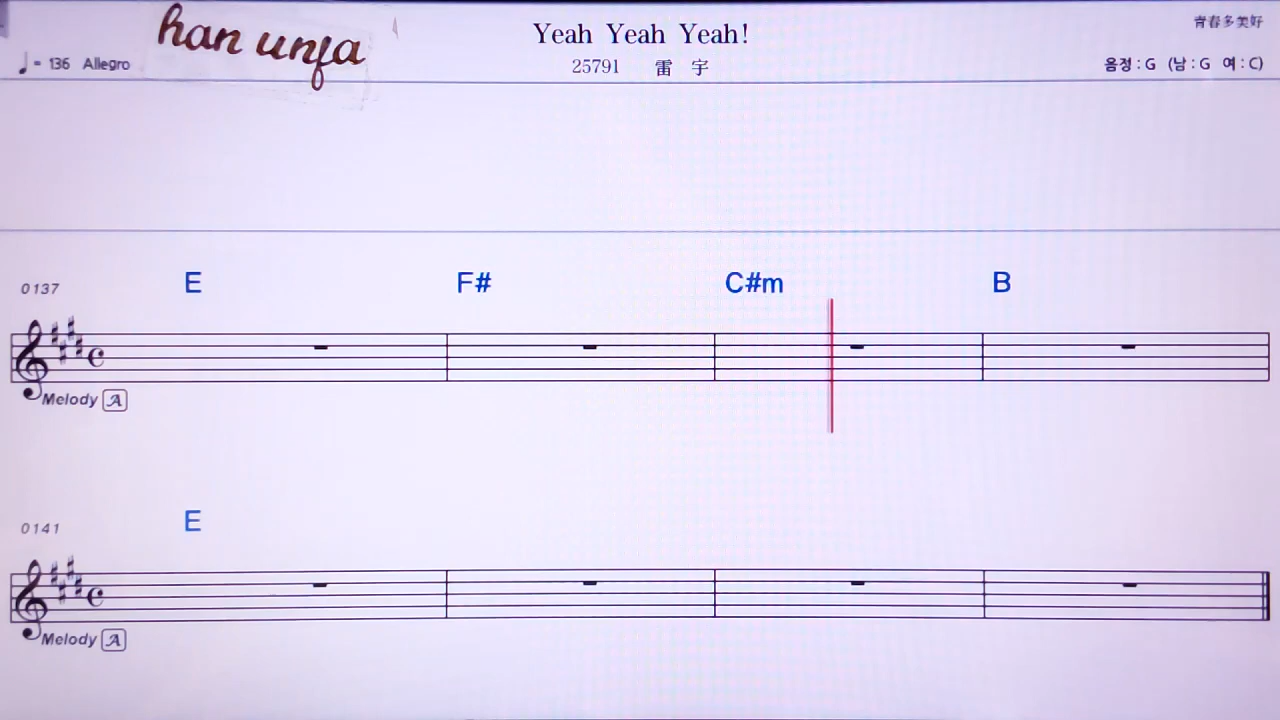 han unja
Yeah Yeah Yeah!
青春多美好
♩= 136 Allegro
25791 雷 宇
음정 : G (남 : G 여 : C)
E F# C#m B
0137
Melody A
E
0141
Melody A